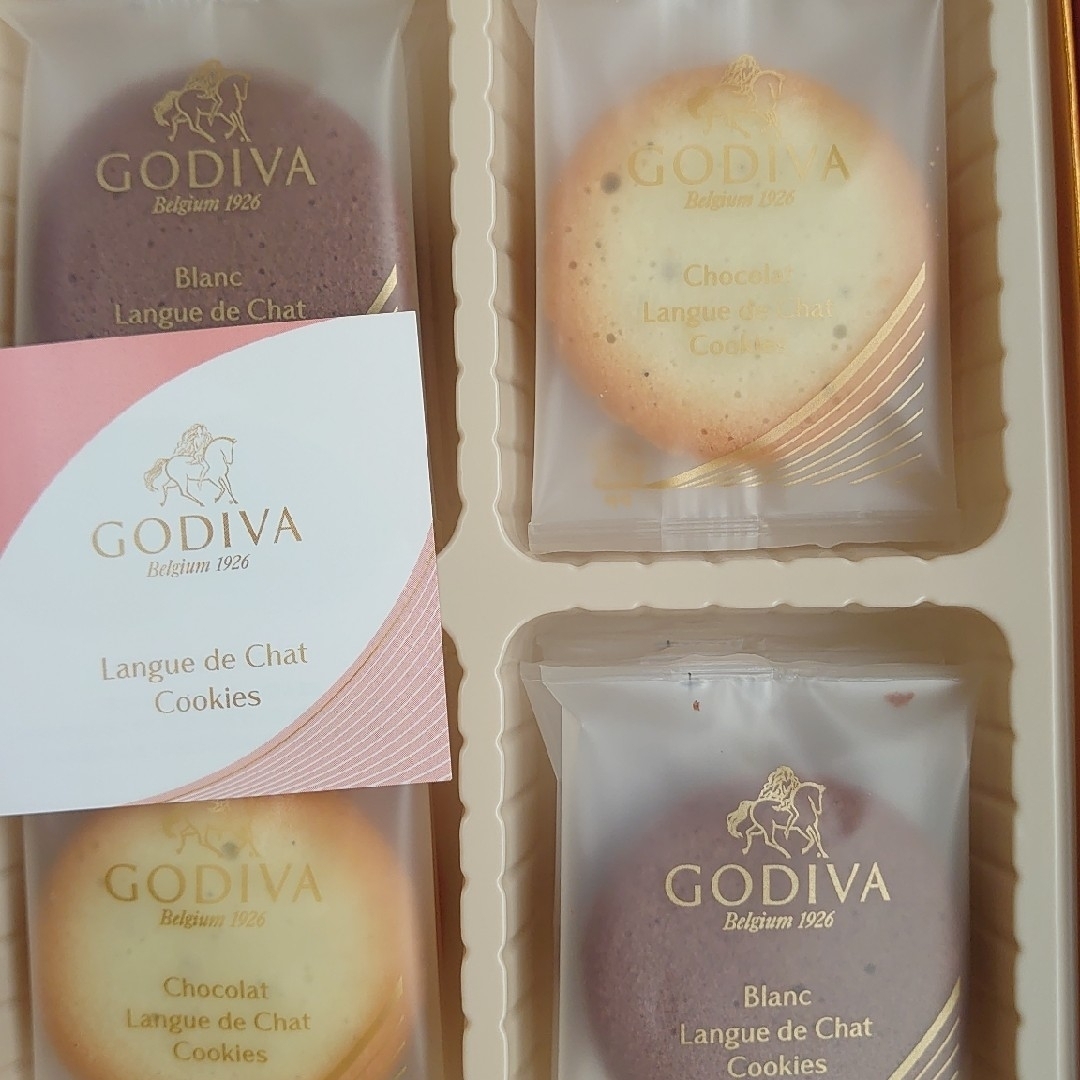 GODIVA
Belgium 1926
Blanc
Langue de Chat
GODIVA
Belgium 1926
Chocolat
Langue de Chat
Cookies
GODIVA
Belgium 1926
Langue de Chat
Cookies
GODIVA
Belgium 1926
Chocolat
Langue de Chat
Cookies
GODIVA
Belgium 1926
Blanc
Langue de Chat
Cookies